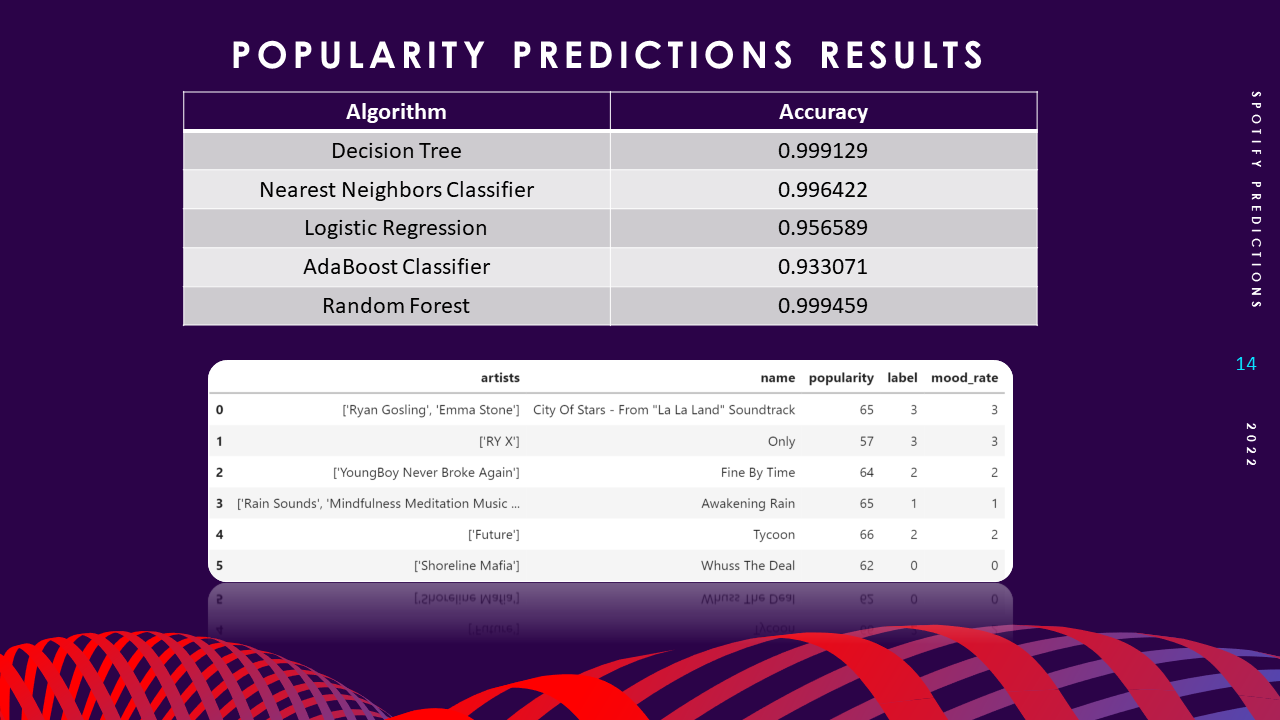 POPULARITY PREDICTIONS RESULTS
Algorithm Accuracy
Decision Tree 0.999129
Nearest Neighbors Classifier 0.996422
Logistic Regression 0.956589
AdaBoost Classifier 0.933071
Random Forest 0.999459
artists name popularity label mood_rate
0 ['Ryan Gosling', 'Emma Stone'] City Of Stars - From "La La Land" Soundtrack 65 3 3
1 ['RY X'] Only 57 3 3
2 ['YoungBoy Never Broke Again'] Fine By Time 64 2 2
3 ['Rain Sounds', 'Mindfulness Meditation Music ... Awakening Rain 65 1 1
4 ['Future'] Tycoon 66 2 2
5 ['Shoreline Mafia'] Whuss The Deal 62 0 0
SPOTIFY PREDICTIONS
14
2022